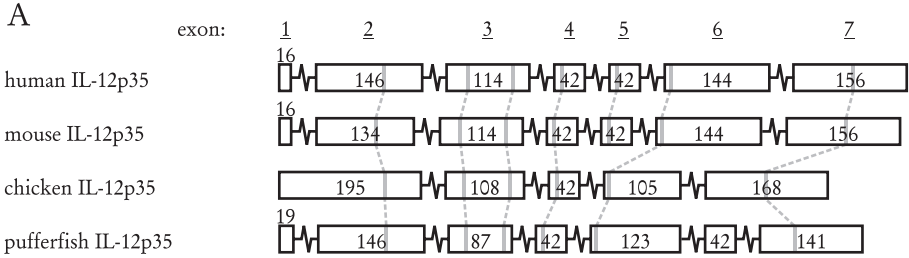 A
exon: 1 2 3 4 5 6 7
16
human IL-12p35 146 114 42 42 144 156
16
mouse IL-12p35 134 114 42 42 144 156
chicken IL-12p35 195 108 42 105 168
19
pufferfish IL-12p35 146 87 42 123 42 141